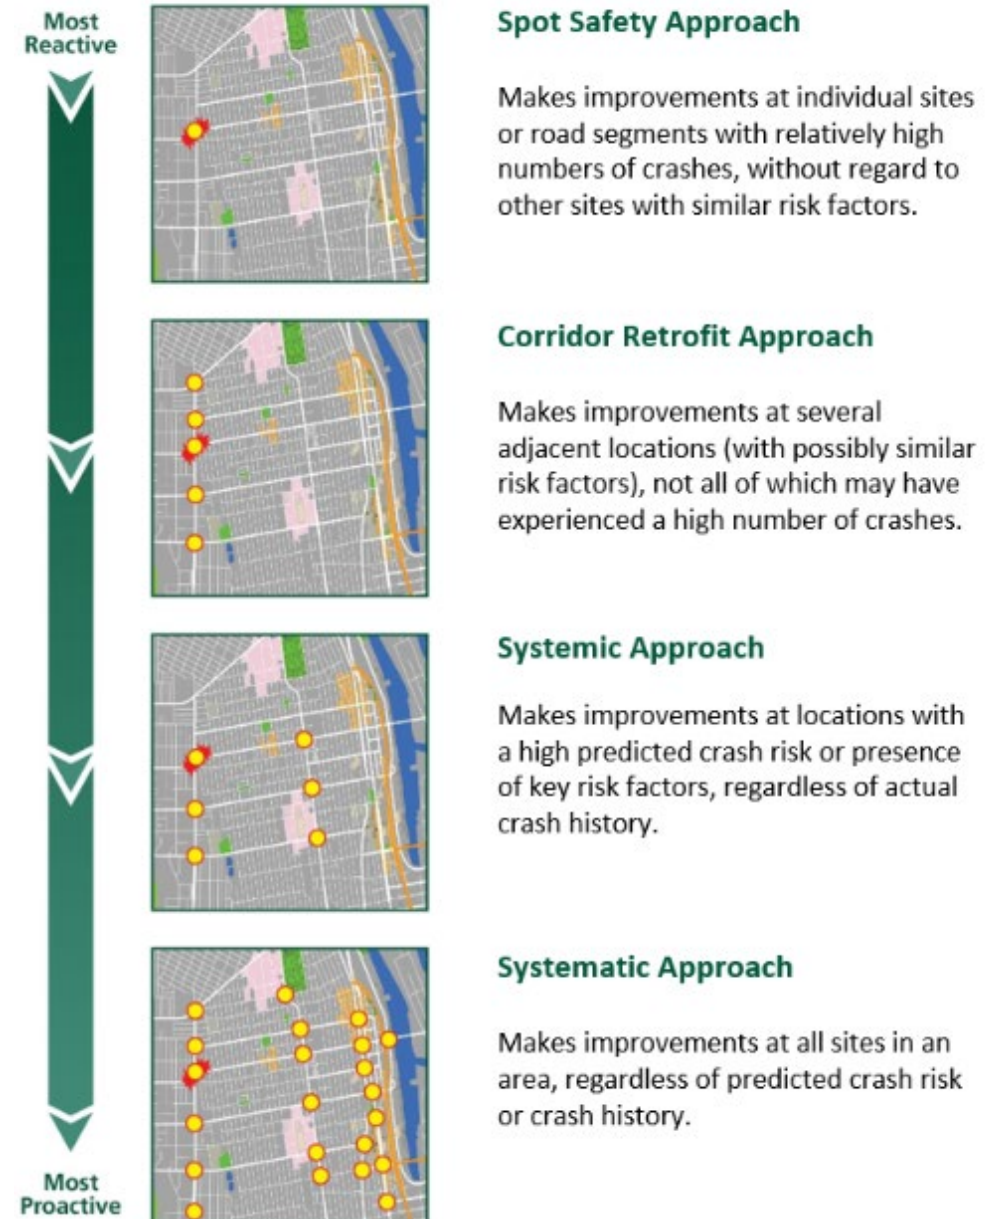 Most
Reactive
Spot Safety Approach
Makes improvements at individual sites
or road segments with relatively high
numbers of crashes, without regard to
other sites with similar risk factors.
Corridor Retrofit Approach
Makes improvements at several
adjacent locations (with possibly similar
risk factors), not all of which may have
experienced a high number of crashes.
Systemic Approach
Makes improvements at locations with
a high predicted crash risk or presence
of key risk factors, regardless of actual
crash history.
Systematic Approach
Makes improvements at all sites in an
area, regardless of predicted crash risk
or crash history.
Most
Proactive